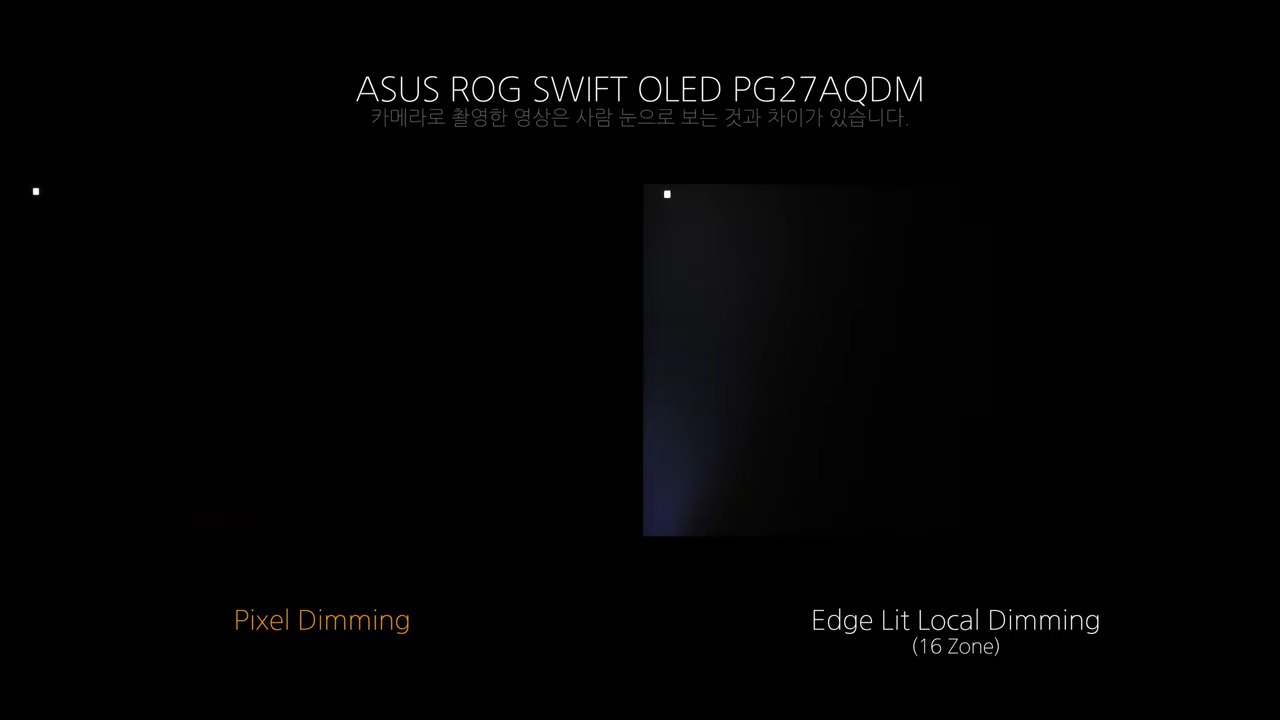 ASUS ROG SWIFT OLED PG27AQDM
카메라로 촬영한 영상은 사람 눈으로 보는 것과 차이가 있습니다.
Pixel Dimming
Edge Lit Local Dimming
(16 Zone)